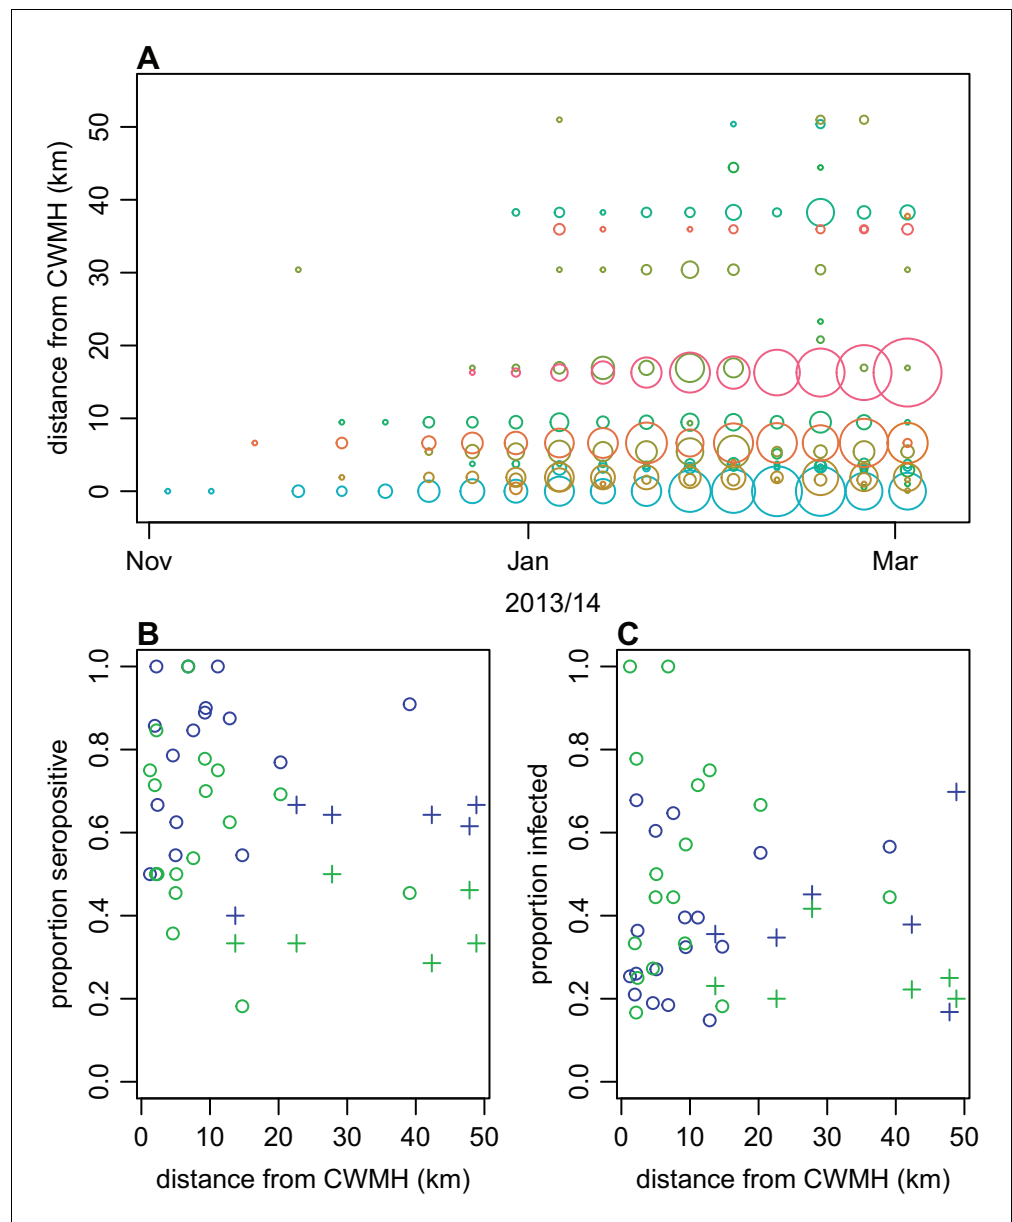 A
distance from CWMH (km)
50
40
30
20
10
0
Nov
Jan
Mar
2013/14
B
proportion seropositive
1.0
0.8
0.6
0.4
0.2
0.0
0
10
20
30
40
50
distance from CWMH (km)
C
proportion infected
1.0
0.8
0.6
0.4
0.2
0.0
0
10
20
30
40
50
distance from CWMH (km)